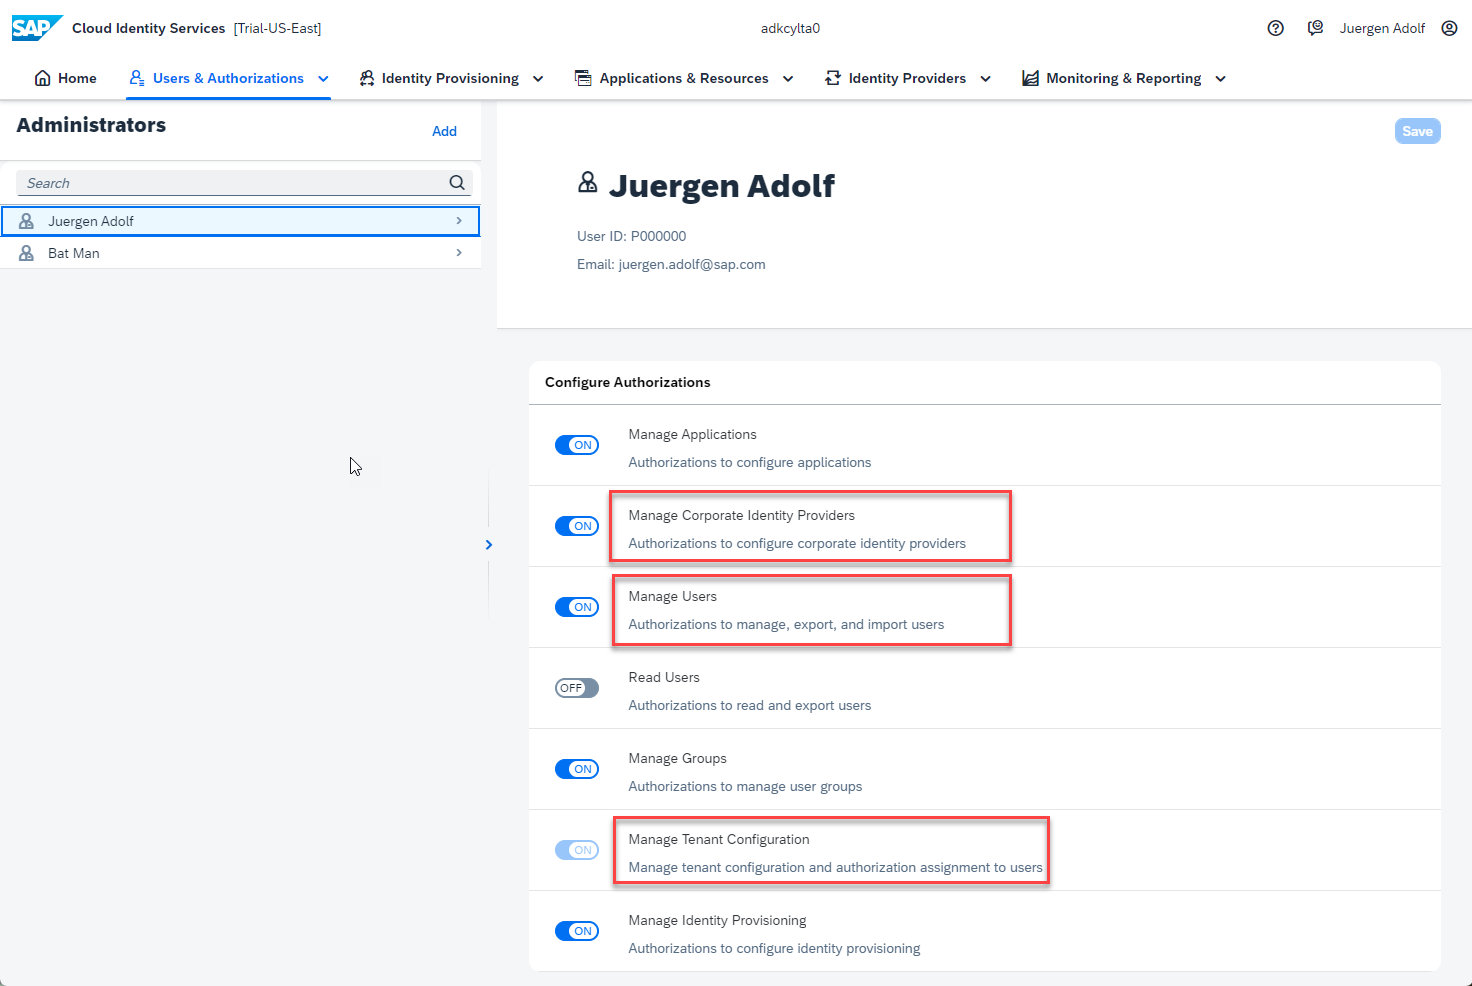 SAP Cloud Identity Services [Trial-US-East] adkcylta0 Juergen Adolf
Home Users & Authorizations Identity Provisioning Applications & Resources Identity Providers Monitoring & Reporting
Administrators
Add
Search
Juergen Adolf
Bat Man
Save
Juergen Adolf
User ID: P000000
Email: juergen.adolf@sap.com
Configure Authorizations
ON Manage Applications
Authorizations to configure applications
ON Manage Corporate Identity Providers
Authorizations to configure corporate identity providers
ON Manage Users
Authorizations to manage, export, and import users
OFF Read Users
Authorizations to read and export users
ON Manage Groups
Authorizations to manage user groups
ON Manage Tenant Configuration
Manage tenant configuration and authorization assignment to users
ON Manage Identity Provisioning
Authorizations to configure identity provisioning